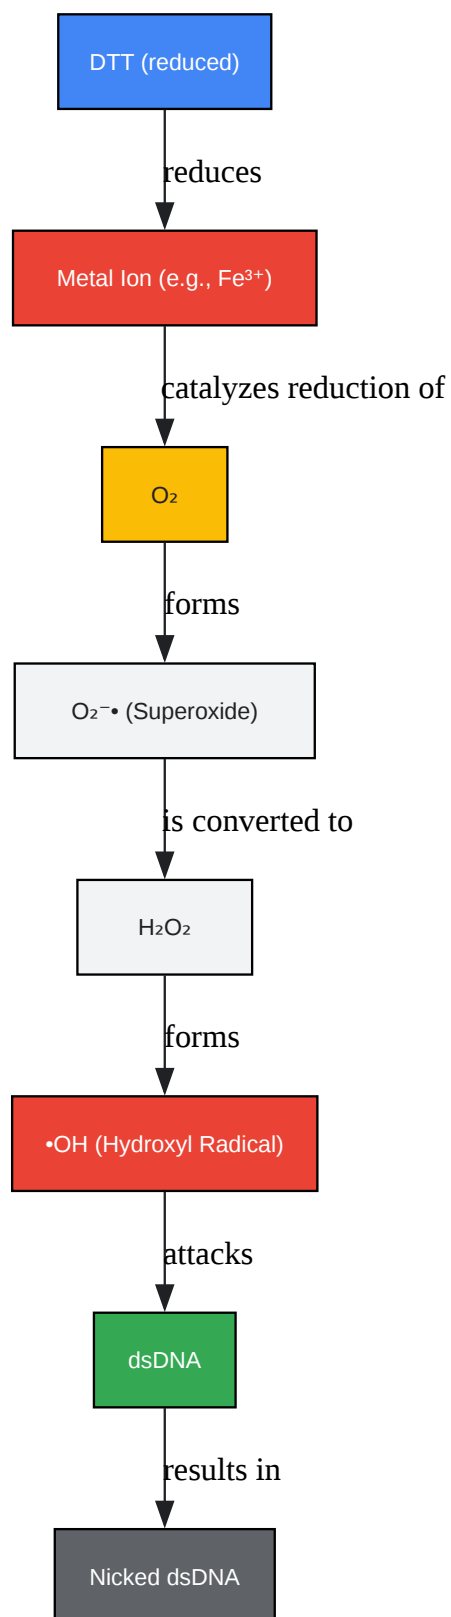 DTT (reduced)
reduces
Metal Ion (e.g., Fe³⁺)
catalyzes reduction of
O₂
forms
O₂⁻• (Superoxide)
is converted to
H₂O₂
forms
•OH (Hydroxyl Radical)
attacks
dsDNA
results in
Nicked dsDNA